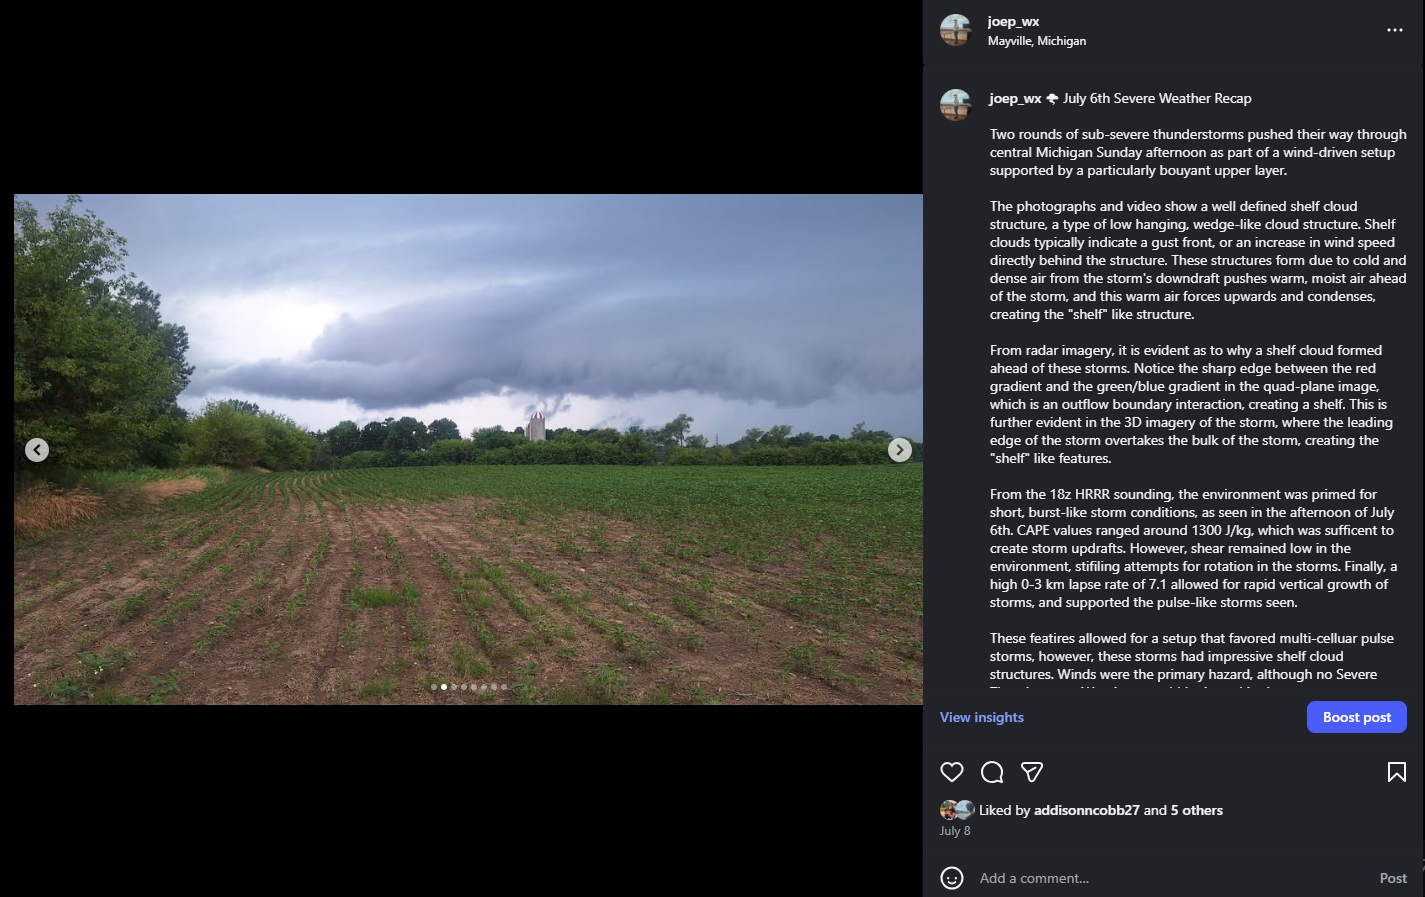 joep_wx
Mayville, Michigan
joep_wx 🌪 July 6th Severe Weather Recap
Two rounds of sub-severe thunderstorms pushed their way through
central Michigan Sunday afternoon as part of a wind-driven setup
supported by a particularly bouyant upper layer.
The photographs and video show a well defined shelf cloud
structure, a type of low hanging, wedge-like cloud structure. Shelf
clouds typically indicate a gust front, or an increase in wind speed
directly behind the structure. These structures form due to cold and
dense air from the storm's downdraft pushes warm, moist air ahead
of the storm, and this warm air forces upwards and condenses,
creating the "shelf" like structure.
From radar imagery, it is evident as to why a shelf cloud formed
ahead of these storms. Notice the sharp edge between the red
gradient and the green/blue gradient in the quad-plane image,
which is an outflow boundary interaction, creating a shelf. This is
further evident in the 3D imagery of the storm, where the leading
edge of the storm overtakes the bulk of the storm, creating the
"shelf" like features.
From the 18z HRRR sounding, the environment was primed for
short, burst-like storm conditions, as seen in the afternoon of July
6th. CAPE values ranged around 1300 J/kg, which was sufficent to
create storm updrafts. However, shear remained low in the
environment, stifiling attempts for rotation in the storms. Finally, a
high 0-3 km lapse rate of 7.1 allowed for rapid vertical growth of
storms, and supported the pulse-like storms seen.
These featires allowed for a setup that favored multi-celluar pulse
storms, however, these storms had impressive shelf cloud
structures. Winds were the primary hazard, although no Severe
View insights
Boost post
Liked by addisonncobb27 and 5 others
July 8
Add a comment...
Post